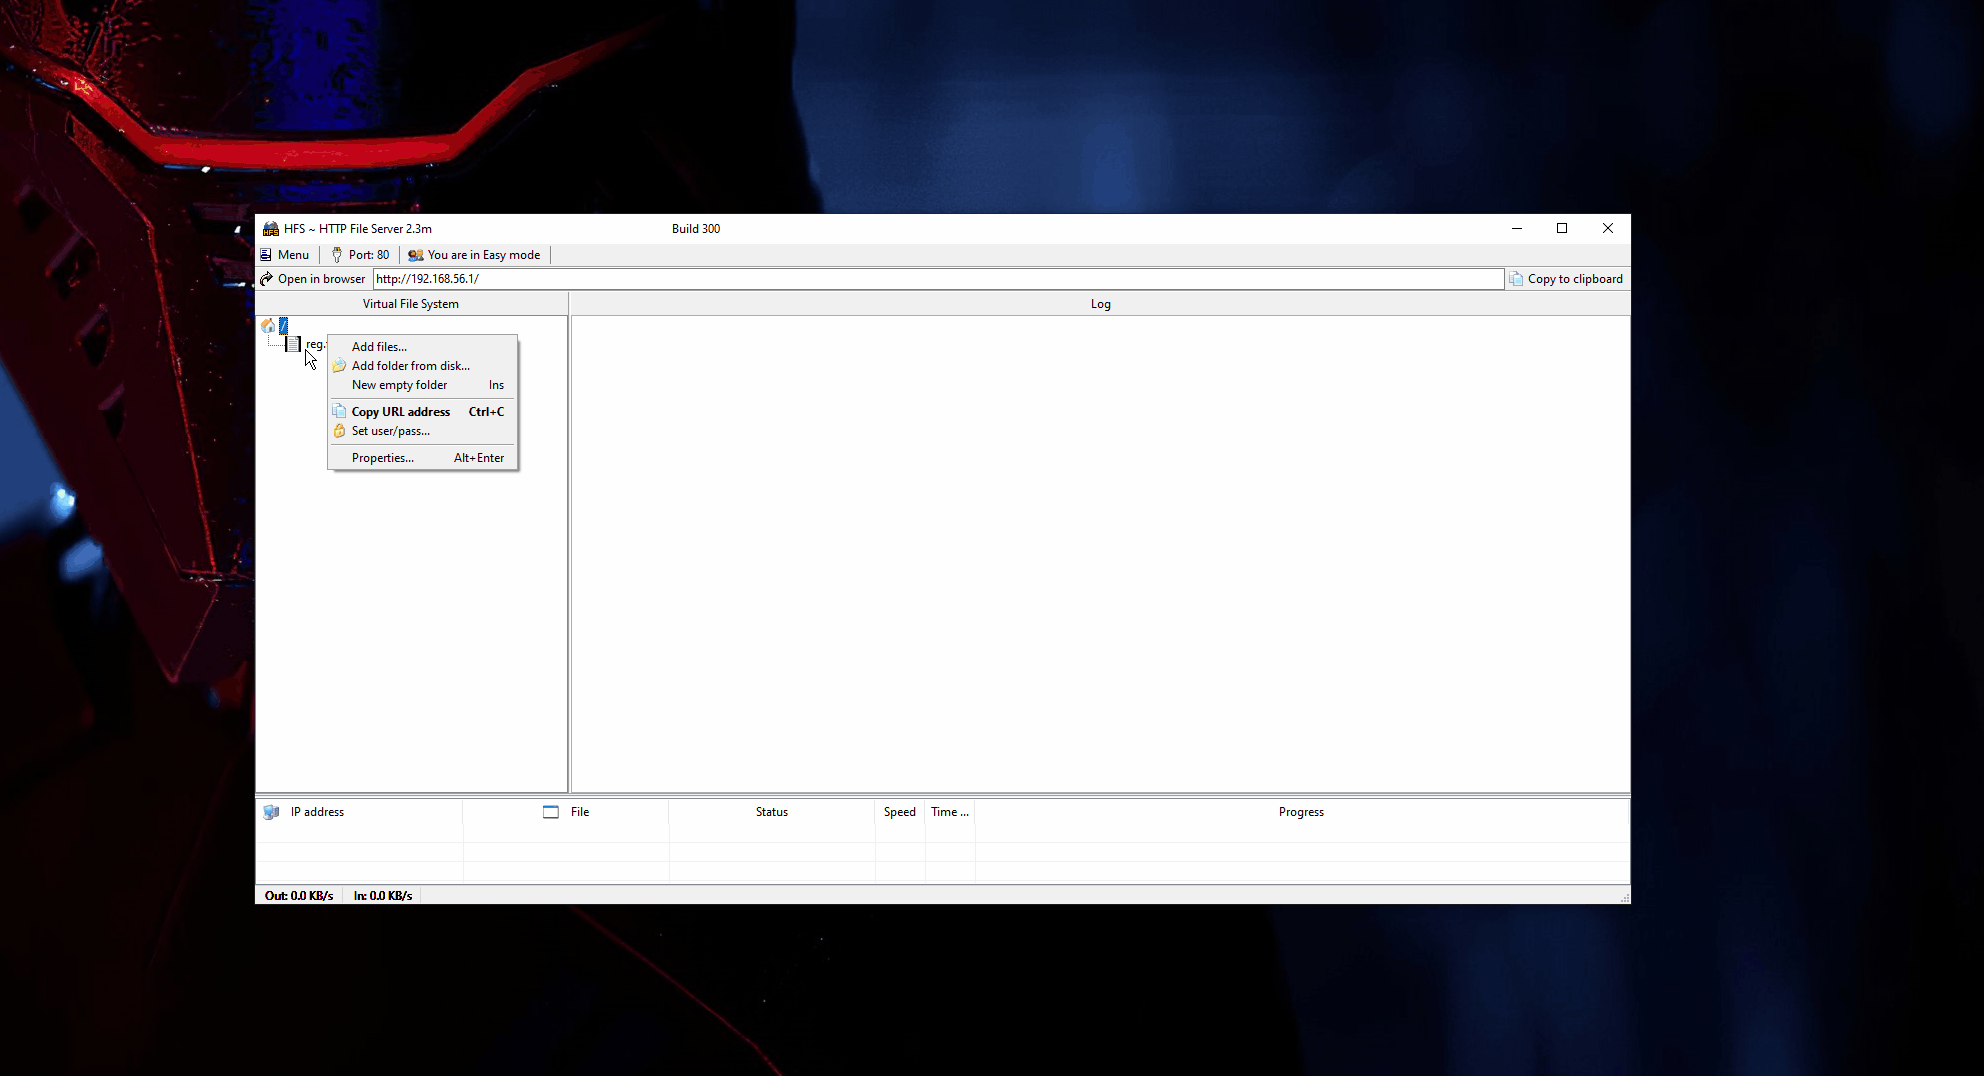 HFS ~ HTTP File Server 2.3m Build 300
Menu Port: 80 You are in Easy mode
Open in browser http://192.168.56.1/ Copy to clipboard
Virtual File System Log
/
reg.
Add files...
Add folder from disk...
New empty folder Ins
Copy URL address Ctrl+C
Set user/pass...
Properties... Alt+Enter
IP address File Status Speed Time ... Progress
Out: 0.0 KB/s In: 0.0 KB/s